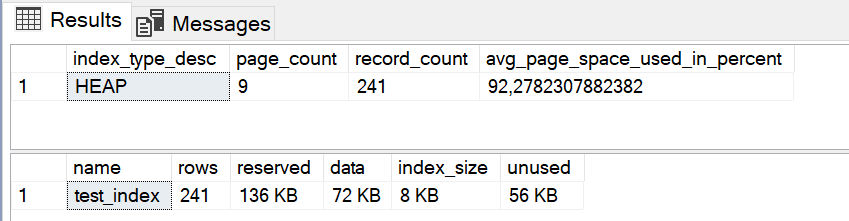 Results Messages
index_type_desc page_count record_count avg_page_space_used_in_percent
1 HEAP 9 241 92,2782307882382
name rows reserved data index_size unused
1 test_index 241 136 KB 72 KB 8 KB 56 KB